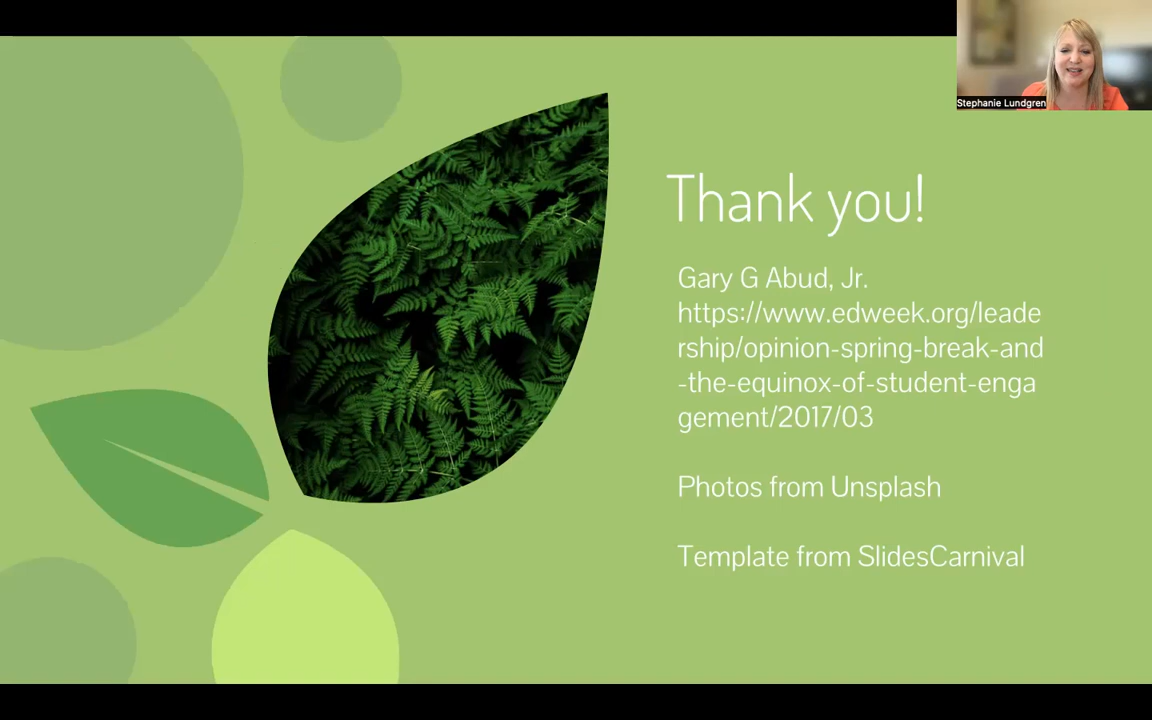 Stephanie Lundgren
Thank you!
Gary G Abud, Jr.
https://www.edweek.org/leade
rship/opinion-spring-break-and
-the-equinox-of-student-enga
gement/2017/03
Photos from Unsplash
Template from SlidesCarnival